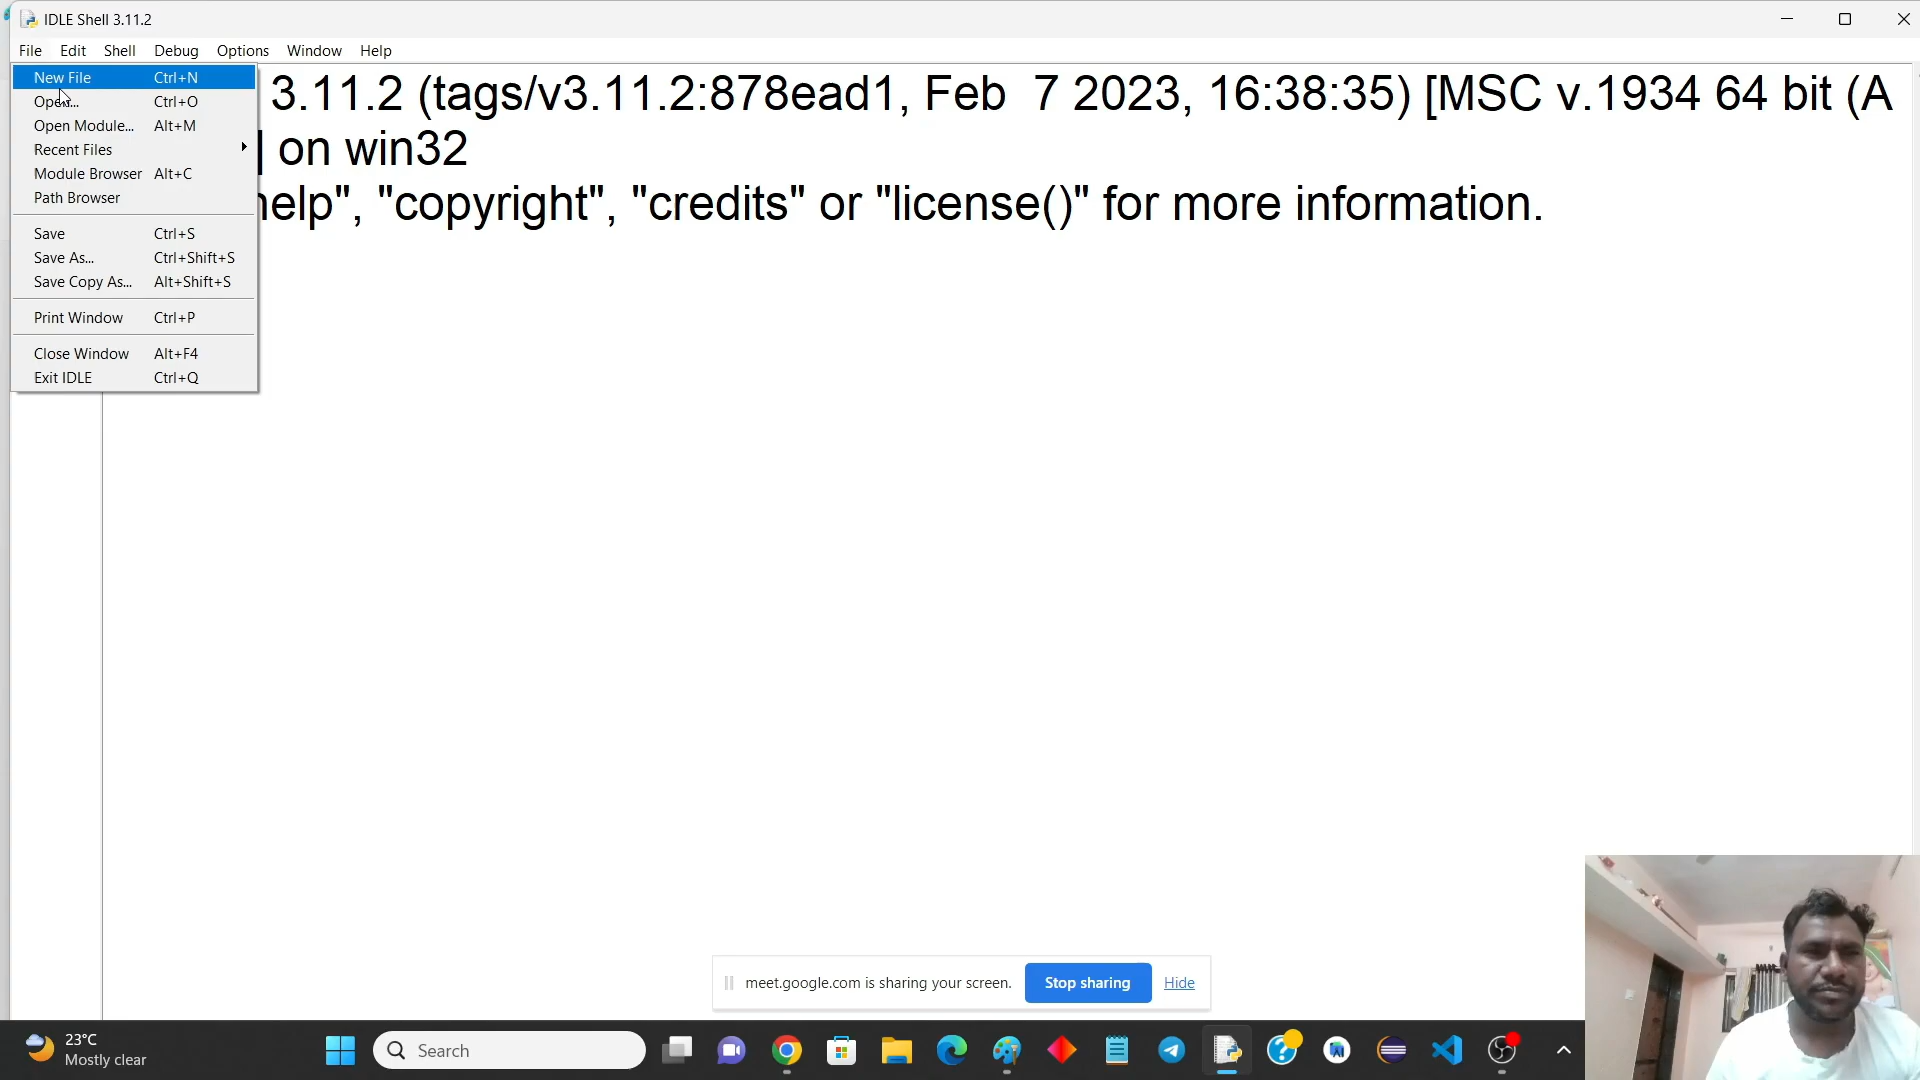 IDLE Shell 3.11.2
File Edit Shell Debug Options Window Help
New File Ctrl+N
Open... Ctrl+O
Open Module... Alt+M
Recent Files
Module Browser Alt+C
Path Browser
Save Ctrl+S
Save As... Ctrl+Shift+S
Save Copy As... Alt+Shift+S
Print Window Ctrl+P
Close Window Alt+F4
Exit IDLE Ctrl+Q
3.11.2 (tags/v3.11.2:878ead1, Feb 7 2023, 16:38:35) [MSC v.1934 64 bit (A
] on win32
help", "copyright", "credits" or "license()" for more information.
meet.google.com is sharing your screen. Stop sharing Hide
23°C
Mostly clear
Search